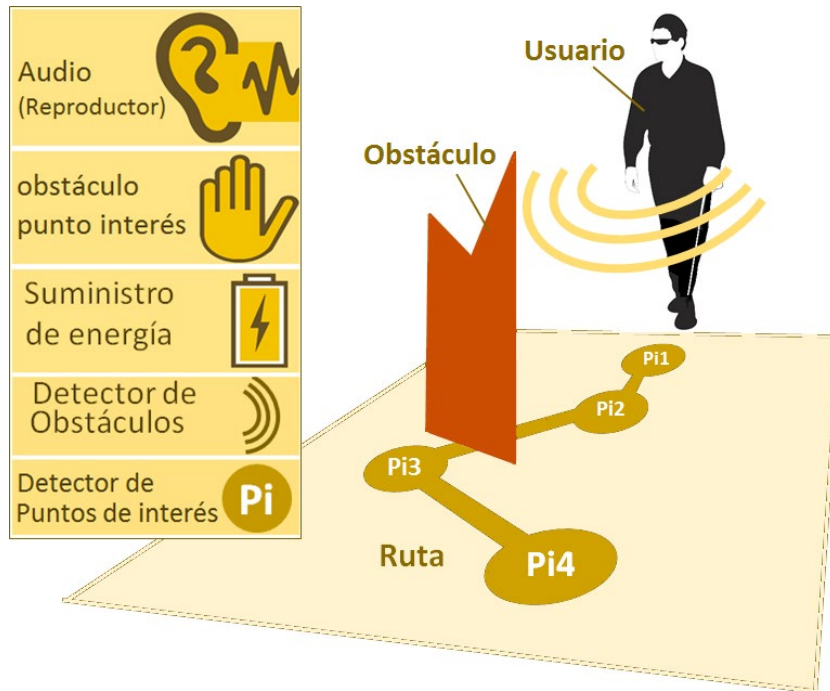 Audio
(Reproductor)
obstáculo
punto interés
Suministro
de energía
Detector de
Obstáculos
Detector de
Puntos de interés
Pi
Usuario
Obstáculo
Pi1
Pi2
Pi3
Ruta
Pi4